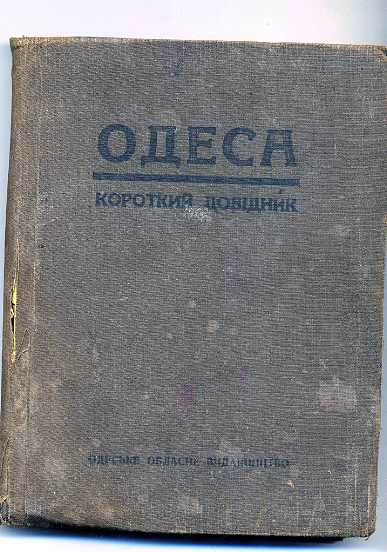 ОДЕСА
КОРОТКИЙ ДОВІДНИК
ОДЕСЬКЕ ОБЛАСНЕ ВИДАВНИЦТВО